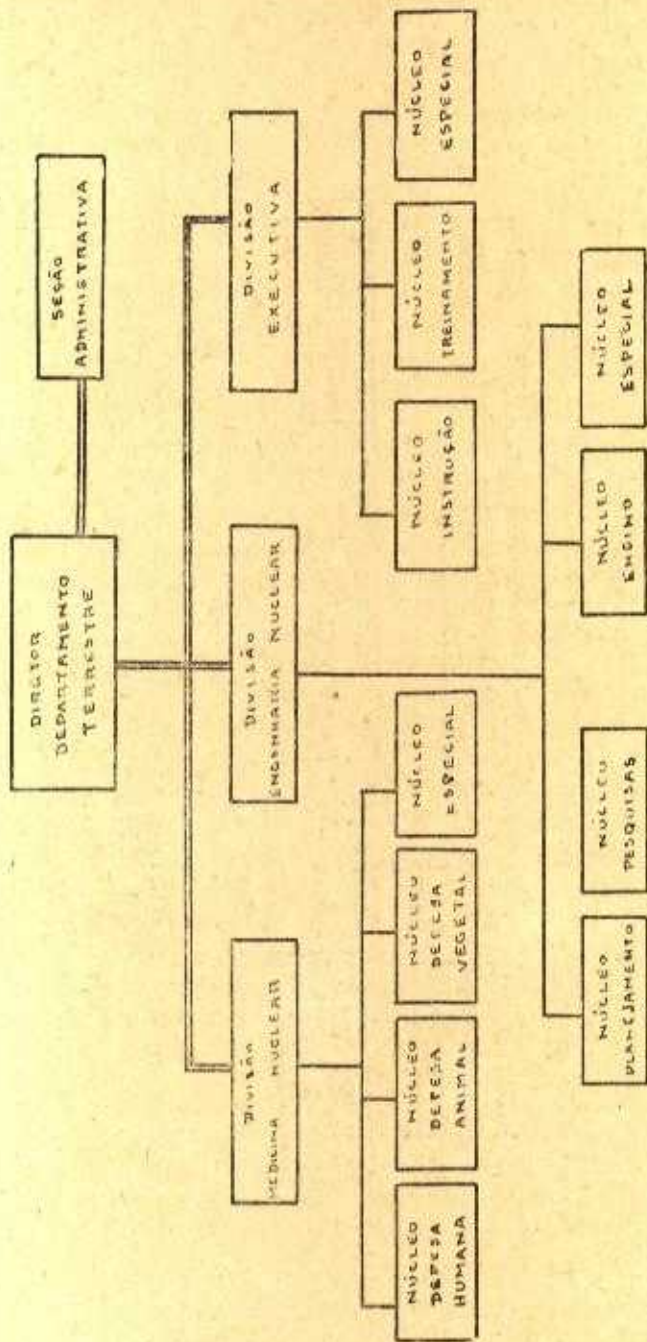 DIRETOR
DEPARTAMENTO
TERRESTRE
SEÇÃO
ADMINISTRATIVA
DIVISÃO
MEDICINA NUCLEAR
DIVISÃO
ENGENHARIA NUCLEAR
DIVISÃO
EXECUTIVA
NÚCLEO
DEFESA
HUMANA
NÚCLEO
DEFESA
ANIMAL
NÚCLEO
DEFESA
VEGETAL
NÚCLEO
ESPECIAL
NÚCLEO
INSTRUÇÃO
NÚCLEO
TREINAMENTO
NÚCLEO
ESPECIAL
NÚCLEO
PLANEJAMENTO
NÚCLEO
PESQUISAS
NÚCLEO
ENSINO
NÚCLEO
ESPECIAL